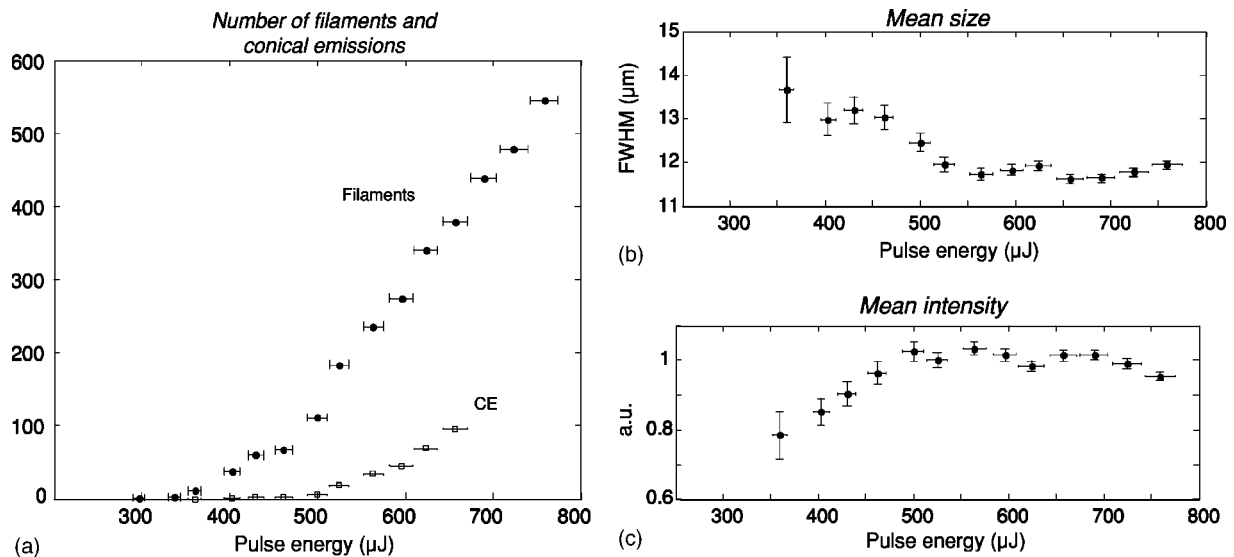 Number of filaments and
conical emissions
600
500
400
300
200
100
0
Filaments
CE
300 400 500 600 700 800
Pulse energy (µJ)
(a)
Mean size
15
14
13
12
11
FWHM (µm)
300 400 500 600 700 800
Pulse energy (µJ)
(b)
Mean intensity
1
0.8
0.6
a.u.
300 400 500 600 700 800
Pulse energy (µJ)
(c)